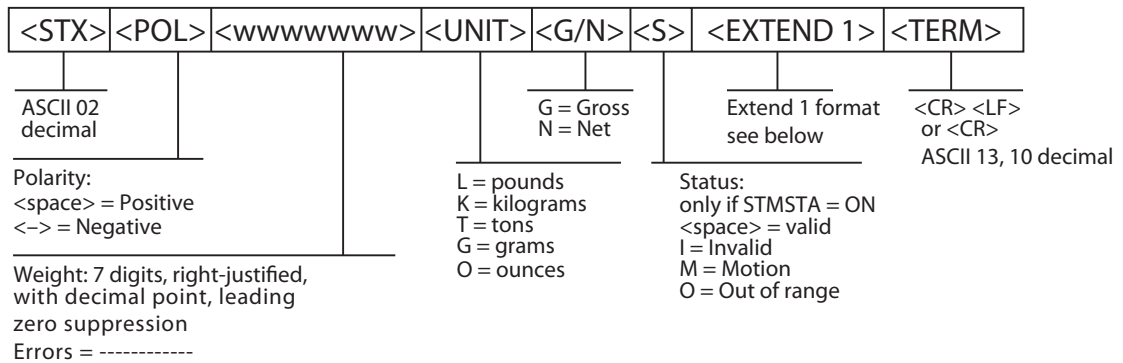 <STX> <POL> <wwwwwww> <UNIT> <G/N> <S> <EXTEND 1> <TERM>
ASCII 02
decimal
G = Gross
N = Net
Extend 1 format
see below
<CR> <LF>
or <CR>
ASCII 13, 10 decimal
Polarity:
<space> = Positive
<–> = Negative
L = pounds
K = kilograms
T = tons
G = grams
O = ounces
Status:
only if STMSTA = ON
<space> = valid
I = Invalid
M = Motion
O = Out of range
Weight: 7 digits, right-justified,
with decimal point, leading
zero suppression
Errors = ------------